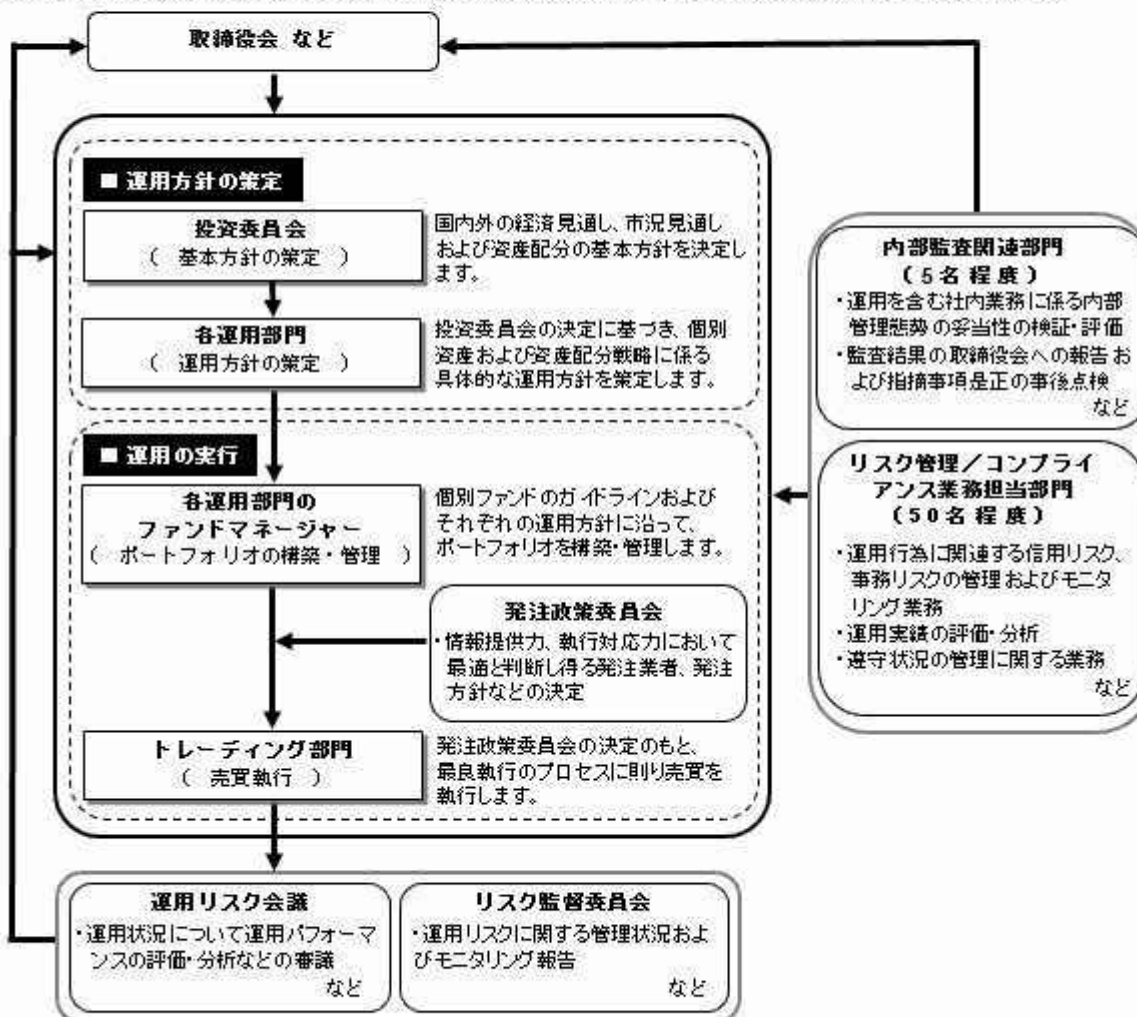 取締役会 など
■ 運用方針の策定
投資委員会
( 基本方針の策定 )
国内外の経済見通し、市況見通し
および資産配分の基本方針を決定し
ます。
各運用部門
( 運用方針の策定 )
投資委員会の決定に基づき、個別
資産および資産配分戦略に係る
具体的な運用方針を策定します。
■ 運用の実行
各運用部門の
ファンドマネージャー
( ポートフォリオの構築・管理 )
個別ファンドのガイドラインおよび
それぞれの運用方針に沿って、
ポートフォリオを構築・管理します。
発注政策委員会
・情報提供力、執行対応力において
最適と判断し得る発注業者、発注
方針などの決定
トレーディング部門
( 売買執行 )
発注政策委員会の決定のもと、
最良執行のプロセスに則り売買を
執行します。
内部監査関連部門
(5名程度)
・運用を含む社内業務に係る内部
管理態勢の妥当性の検証・評価
・監査結果の取締役会への報告お
よび指摘事項是正の事後点検
など
リスク管理/コンプライ
アンス業務担当部門
(50名程度)
・運用行為に関連する信用リスク、
事務リスクの管理およびモニタ
リング業務
・運用実績の評価・分析
・遵守状況の管理に関する業務
など
運用リスク会議
・運用状況について運用パフォーマ
ンスの評価・分析などの審議
など
リスク監督委員会
・運用リスクに関する管理状況およ
びモニタリング報告
など